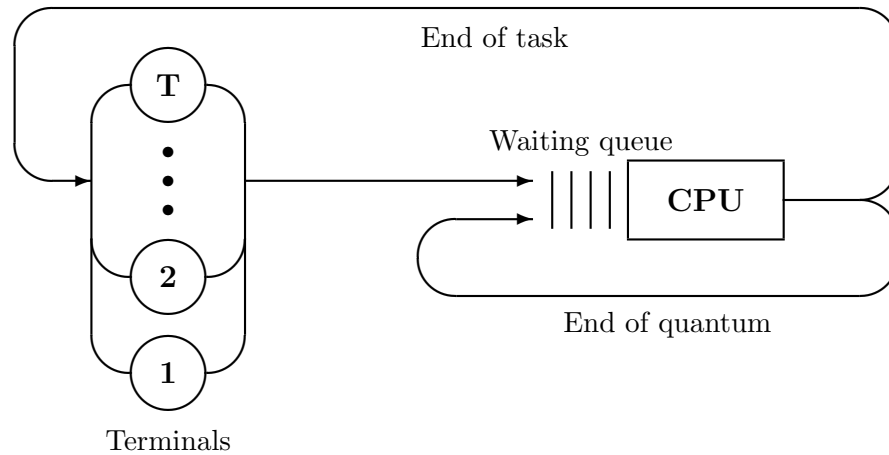 End of task
T
Waiting queue
CPU
2
End of quantum
1
Terminals